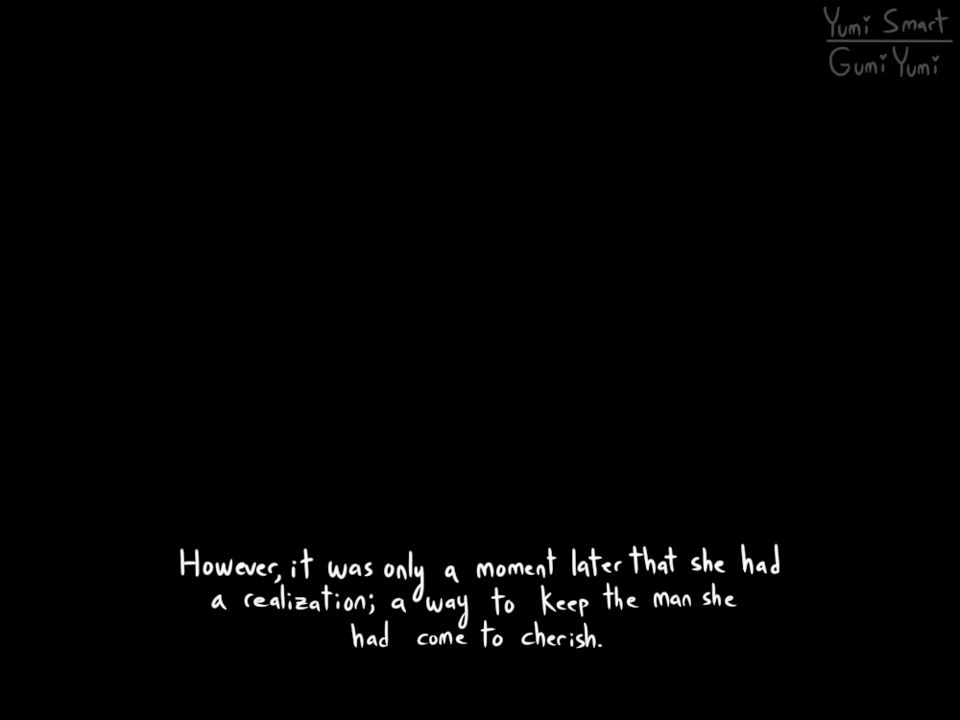 Yumi Smart
Gumi Yumi
However, it was only a moment later that she had
a realization; a way to keep the man she
had come to cherish.